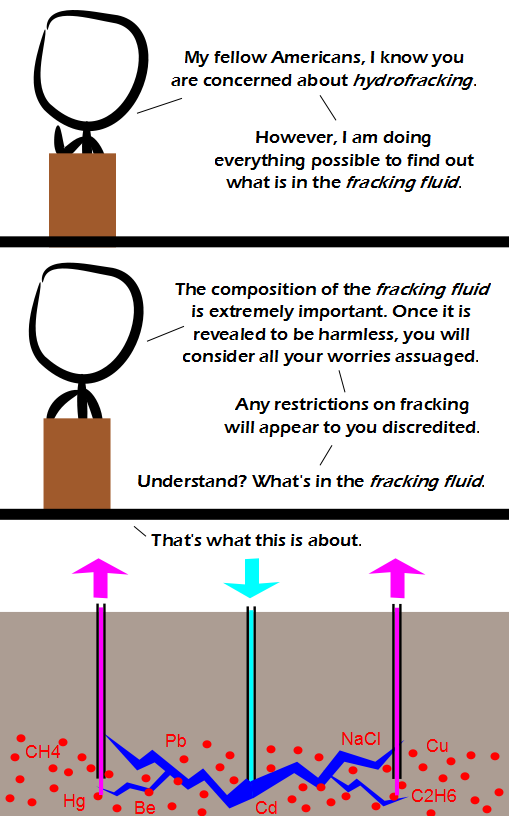 My fellow Americans, I know you
are concerned about hydrofracking.
However, I am doing
everything possible to find out
what is in the fracking fluid.
The composition of the fracking fluid
is extremely important. Once it is
revealed to be harmless, you will
consider all your worries assuaged.
Any restrictions on fracking
will appear to you discredited.
Understand? What's in the fracking fluid.
That's what this is about.
Pb
NaCl
Cu
CH4
Hg
Be
Cd
C2H6